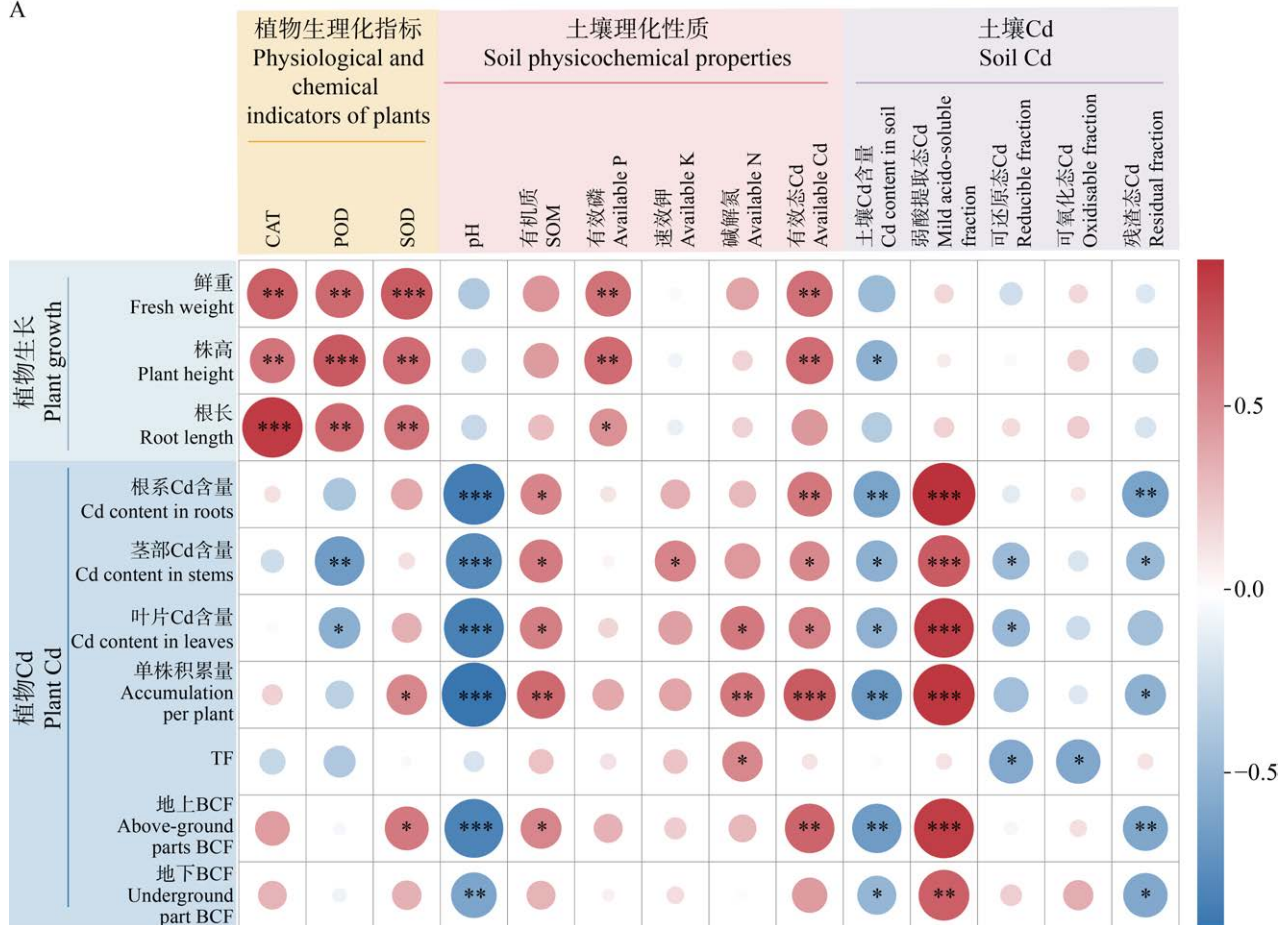 A
植物生理化指标
Physiological and
chemical
indicators of plants
土壤理化性质
Soil physicochemical properties
土壤Cd
Soil Cd
CAT
POD
SOD
pH
有机质
SOM
有效磷
Available P
速效钾
Available K
碱解氮
Available N
有效态Cd
Available Cd
土壤Cd含量
Cd content in soil
弱酸提取态Cd
Mild acido-soluble
fraction
可还原态Cd
Reducible fraction
可氧化态Cd
Oxidisable fraction
残渣态Cd
Residual fraction
植物生长
Plant growth
鲜重
Fresh weight
** ** *** ** **
株高
Plant height
** *** ** ** ** *
根长
Root length
*** ** ** *
植物Cd
Plant Cd
根系Cd含量
Cd content in roots
*** * ** ** *** **
茎部Cd含量
Cd content in stems
** *** * * * * *** * *
叶片Cd含量
Cd content in leaves
* *** * * * * *** *
单株积累量
Accumulation
per plant
* *** ** ** *** ** *** *
TF
* * *
地上BCF
Above-ground
parts BCF
* *** * ** ** *** **
地下BCF
Underground
part BCF
** * ** *
0.5
0.0
−0.5